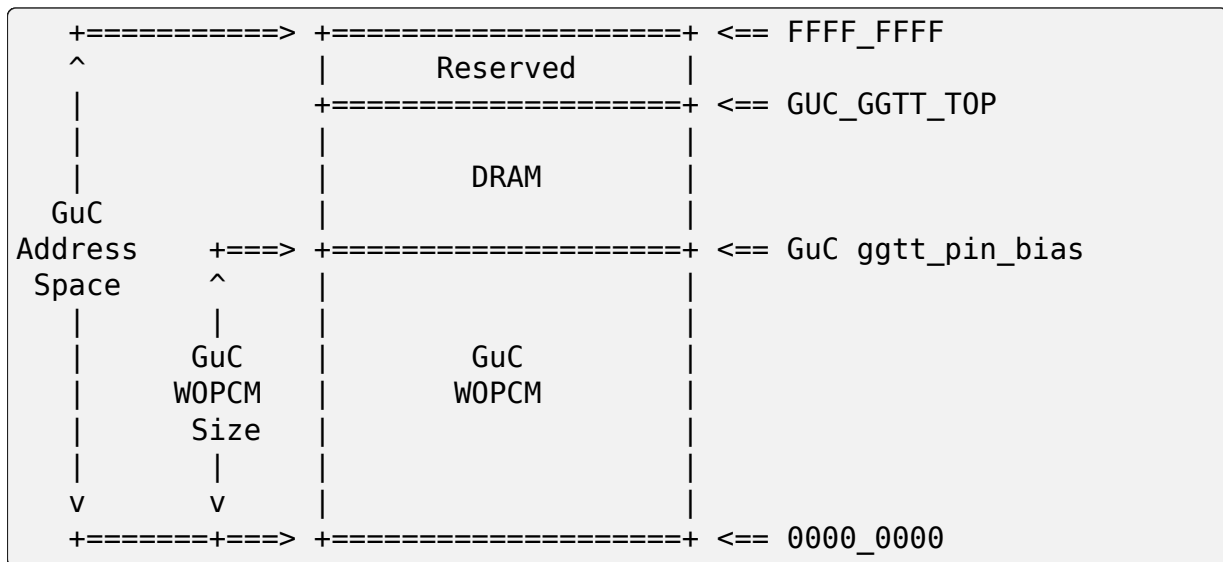 +===========> +====================+ <== FFFF_FFFF
   ^             |      Reserved      |
   |             +====================+ <== GUC_GGTT_TOP
   |             |                    |
   |             |        DRAM        |
  GuC            |                    |
Address    +===> +====================+ <== GuC ggtt_pin_bias
 Space     ^     |                    |
   |       |     |                    |
   |      GuC    |        GuC         |
   |     WOPCM   |       WOPCM        |
   |      Size   |                    |
   |       |     |                    |
   v       v     |                    |
   +=======+===> +====================+ <== 0000_0000